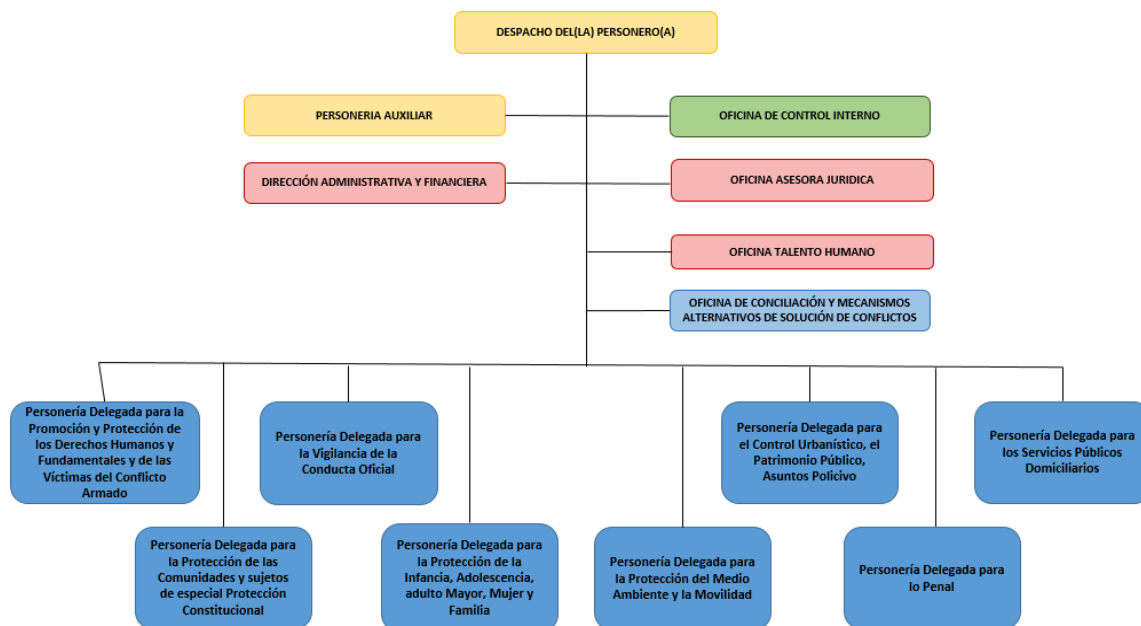 DESPACHO DEL(LA) PERSONERO(A)
PERSONERIA AUXILIAR
OFICINA DE CONTROL INTERNO
DIRECCIÓN ADMINISTRATIVA Y FINANCIERA
OFICINA ASESORA JURIDICA
OFICINA TALENTO HUMANO
OFICINA DE CONCILIACIÓN Y MECANISMOS
ALTERNATIVOS DE SOLUCIÓN DE CONFLICTOS
Personería Delegada para la
Promoción y Protección de
los Derechos Humanos y
Fundamentales y de las
Víctimas del Conflicto
Armado
Personería Delegada para
la Vigilancia de la
Conducta Oficial
Personería Delegada para
el Control Urbanístico, el
Patrimonio Público,
Asuntos Policivo
Personería Delegada para
los Servicios Públicos
Domiciliarios
Personería Delegada para
la Protección de las
Comunidades y sujetos
de especial Protección
Constitucional
Personería Delegada para
la Protección de la
Infancia, Adolescencia,
adulto Mayor, Mujer y
Familia
Personería Delegada para
la Protección del Medio
Ambiente y la Movilidad
Personería Delegada para
lo Penal